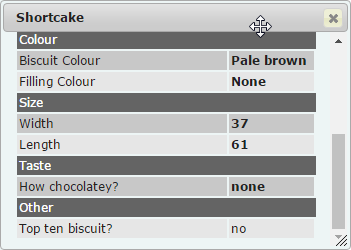 Shortcake
Colour
Biscuit Colour Pale brown
Filling Colour None
Size
Width 37
Length 61
Taste
How chocolatey? none
Other
Top ten biscuit? no